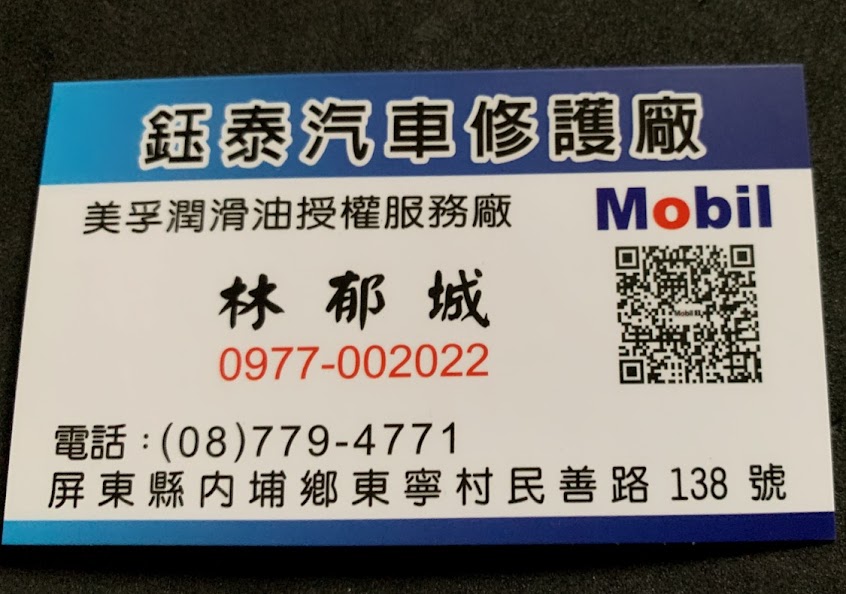 鈺泰汽車修護廠
美孚潤滑油授權服務廠
Mobil
林郁城
0977-002022
電話:(08)779-4771
屏東縣內埔鄉東寧村民善路 138 號